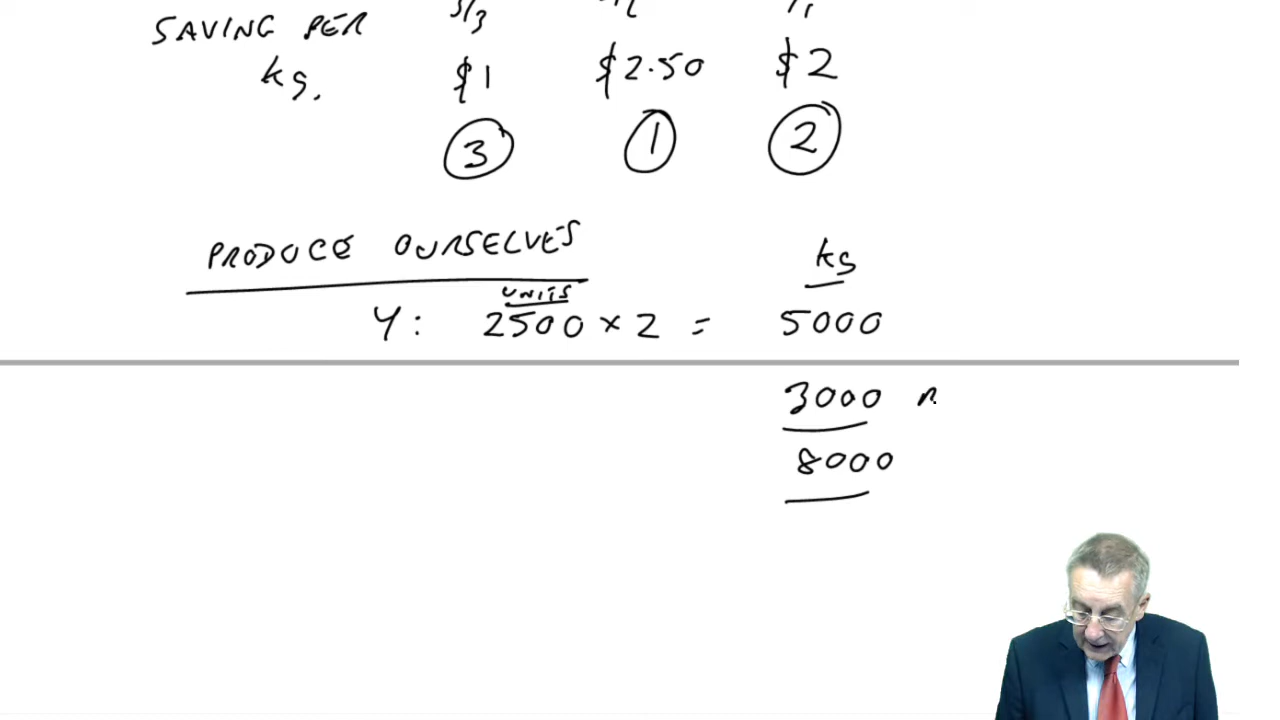 SAVING PER
kg.
$1 $2.50 $2
3 1 2
PRODUCE OURSELVES kg
UNITS
Y: 2500 × 2 = 5000
3000
8000